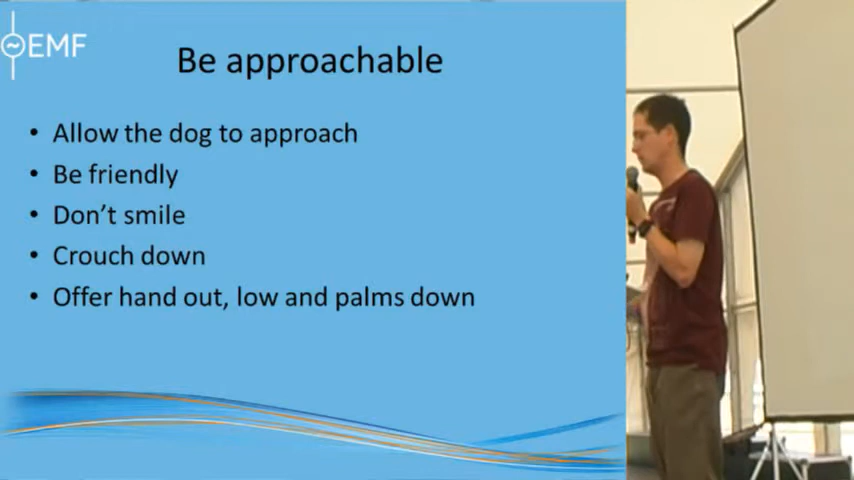 EMF
Be approachable
• Allow the dog to approach
• Be friendly
• Don't smile
• Crouch down
• Offer hand out, low and palms down